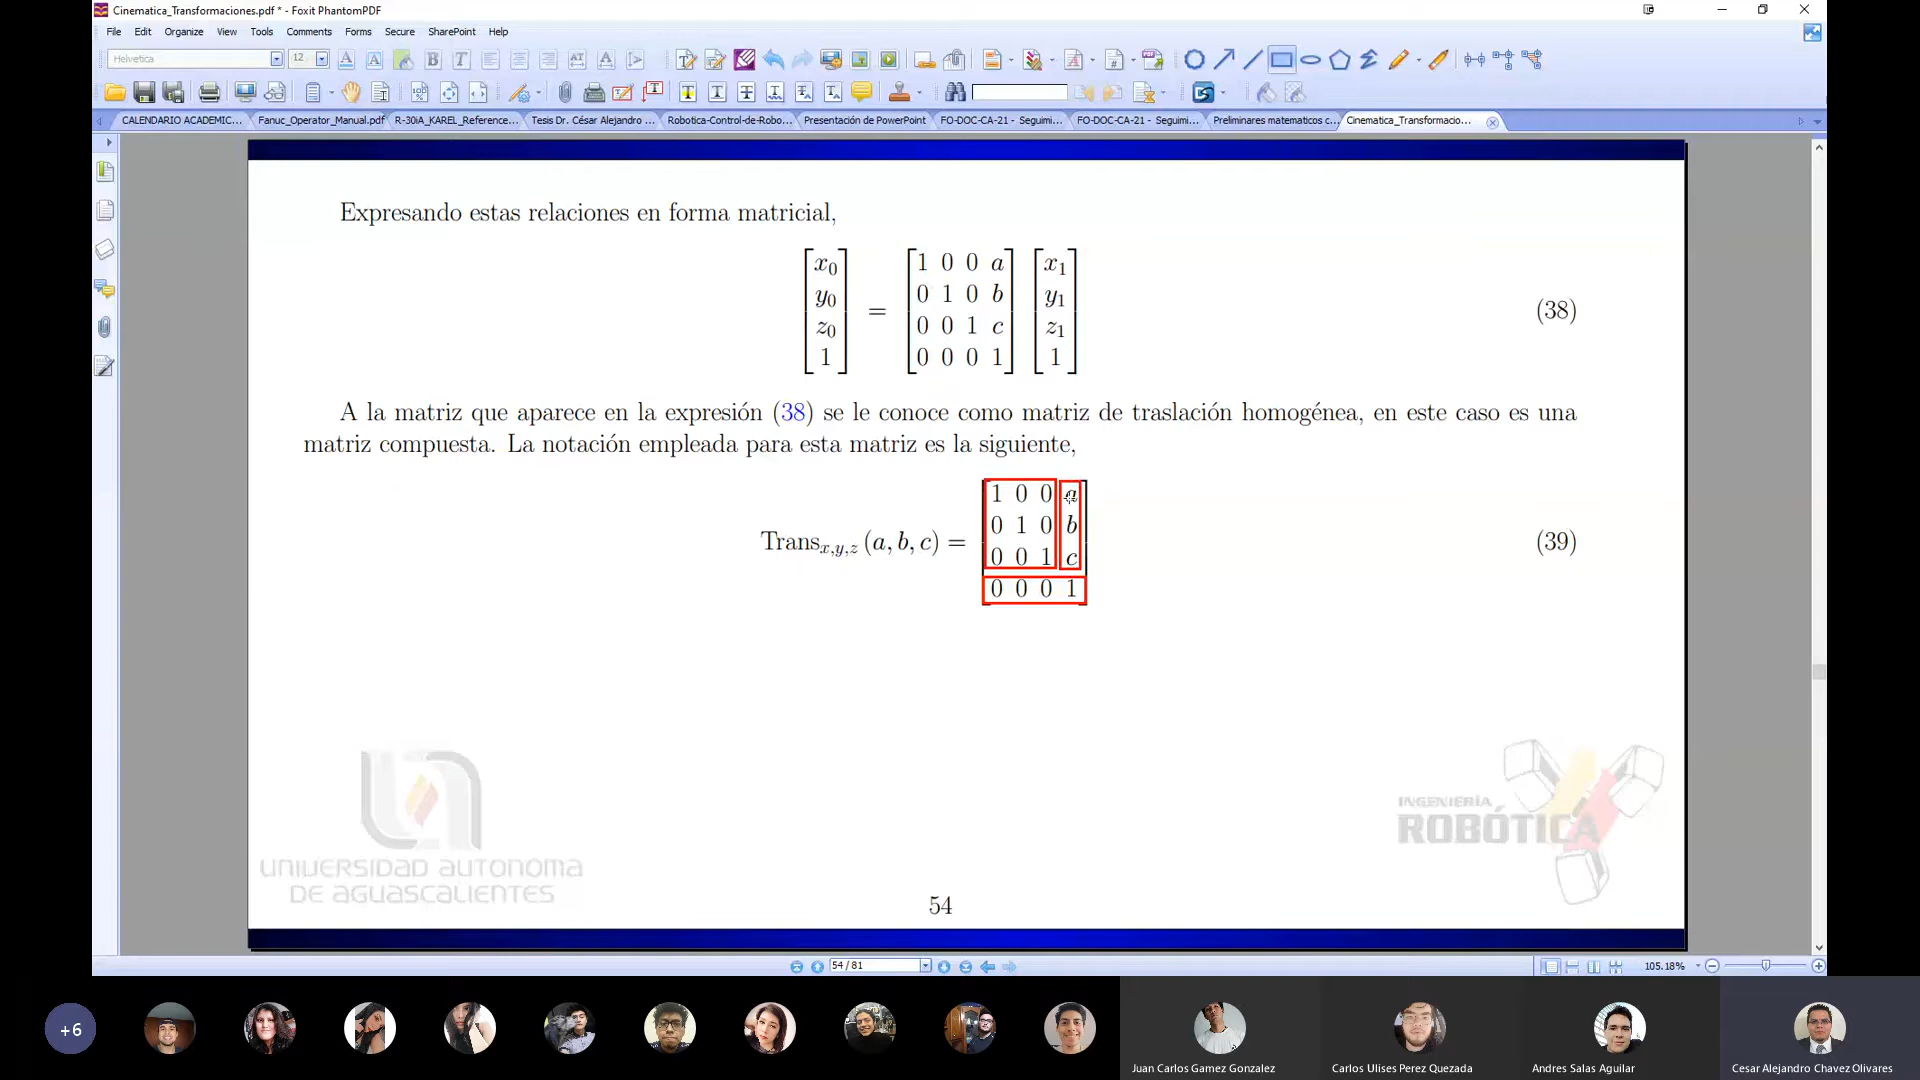 Cinematica_Transformaciones.pdf * - Foxit PhantomPDF
File Edit Organize View Tools Comments Forms Secure SharePoint Help
Helvetica 12
CALENDARIO ACADEMIC... Fanuc_Operator_Manual.pdf R-30iA_KAREL_Reference... Tesis Dr. César Alejandro ... Robotica-Control-de-Robo... Presentación de PowerPoint FO-DOC-CA-21 - Seguimi... FO-DOC-CA-21 - Seguimi... Preliminares matematicos c... Cinematica_Transformacio...
Expresando estas relaciones en forma matricial,
x0 1 0 0 a x1
y0 0 1 0 b y1
= (38)
z0 0 0 1 c z1
1 0 0 0 1 1
A la matriz que aparece en la expresión (38) se le conoce como matriz de traslación homogénea, en este caso es una
matriz compuesta. La notación empleada para esta matriz es la siguiente,
1 0 0 a
0 1 0 b
Transx,y,z (a, b, c) = (39)
0 0 1 c
0 0 0 1
UNIVERSIDAD AUTONOMA
DE AGUASCALIENTES
INGENIERÍA
ROBÓTICA
54
54 / 81
105.18%
+6
Juan Carlos Gamez Gonzalez
Carlos Ulises Perez Quezada
Andres Salas Aguilar
Cesar Alejandro Chavez Olivares